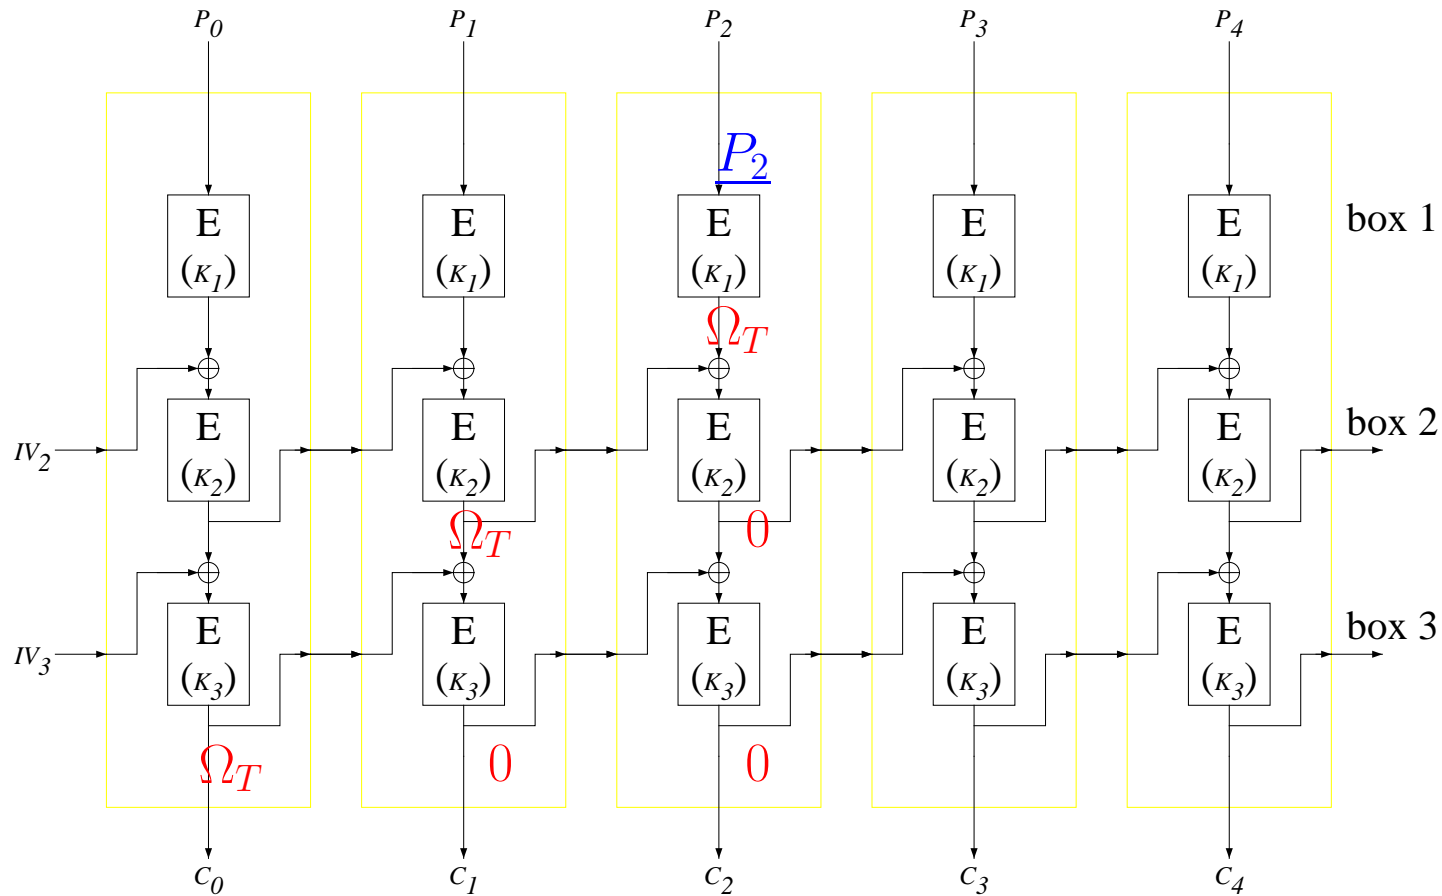 P0 P1 P2 P3 P4
P2
E E E E E box 1
(K1) (K1) (K1) (K1) (K1)
ΩT
E E E E E box 2
IV2 (K2) (K2) (K2) (K2) (K2)
ΩT 0
E E E E E box 3
IV3 (K3) (K3) (K3) (K3) (K3)
ΩT 0 0
C0 C1 C2 C3 C4